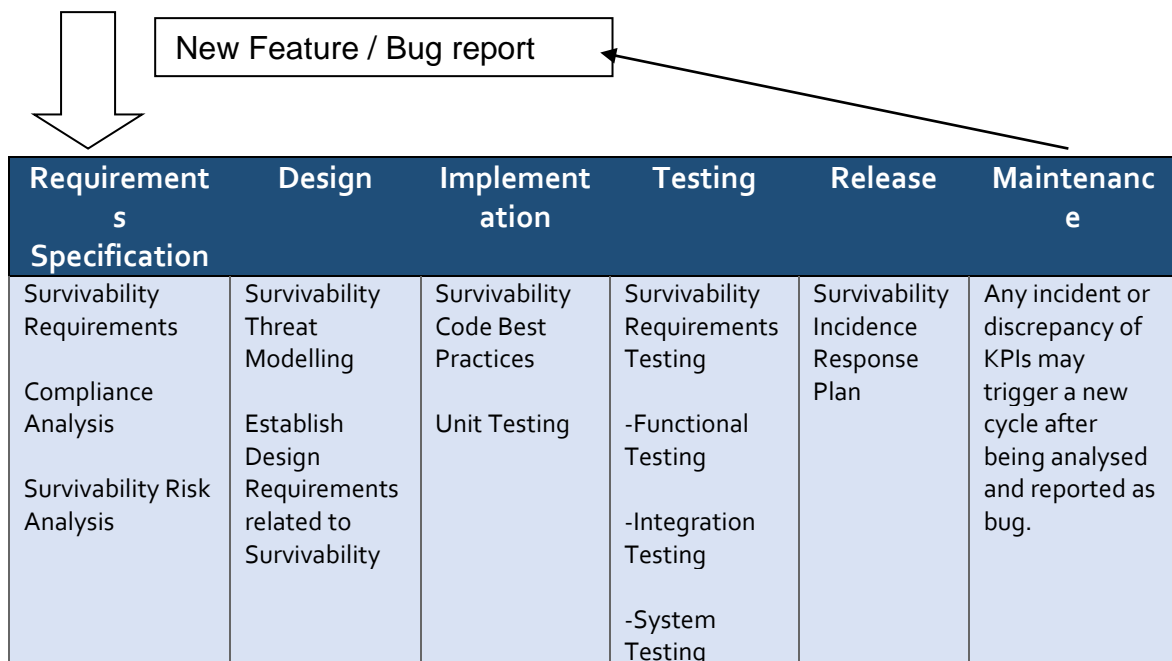 New Feature / Bug report
Requirement
s
Specification
Design
Implement
ation
Testing
Release
Maintenanc
e
Survivability
Requirements
Compliance
Analysis
Survivability Risk
Analysis
Survivability
Threat
Modelling
Establish
Design
Requirements
related to
Survivability
Survivability
Code Best
Practices
Unit Testing
Survivability
Requirements
Testing
-Functional
Testing
-Integration
Testing
-System
Testing
Survivability
Incidence
Response
Plan
Any incident or
discrepancy of
KPIs may
trigger a new
cycle after
being analysed
and reported as
bug.